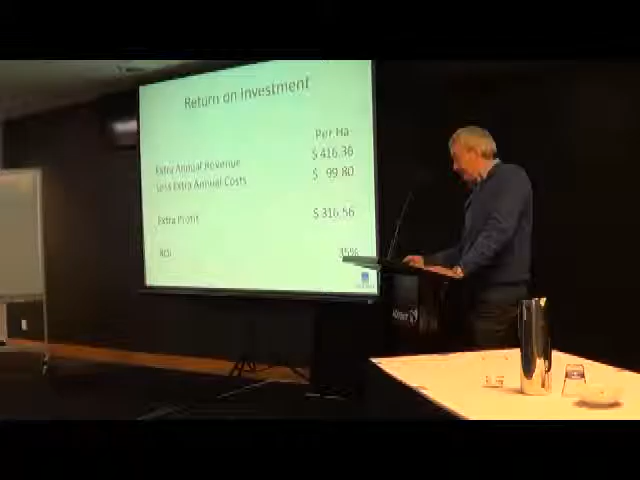 Return on Investment
Per Ha
Extra Annual Revenue $ 416.36
Less Extra Annual Costs $ 99.80
Extra Profit $ 316.56
ROI 35%